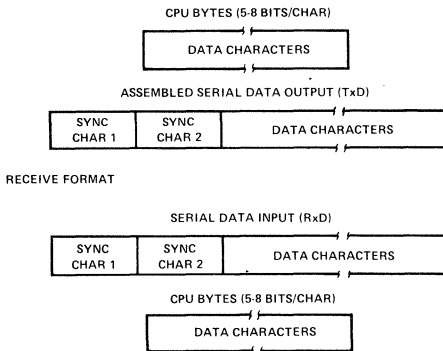 CPU BYTES (5-8 BITS/CHAR)
DATA CHARACTERS
ASSEMBLED SERIAL DATA OUTPUT (TxD)
SYNC CHAR 1
SYNC CHAR 2
DATA CHARACTERS
RECEIVE FORMAT
SERIAL DATA INPUT (RxD)
SYNC CHAR 1
SYNC CHAR 2
DATA CHARACTERS
CPU BYTES (5-8 BITS/CHAR)
DATA CHARACTERS